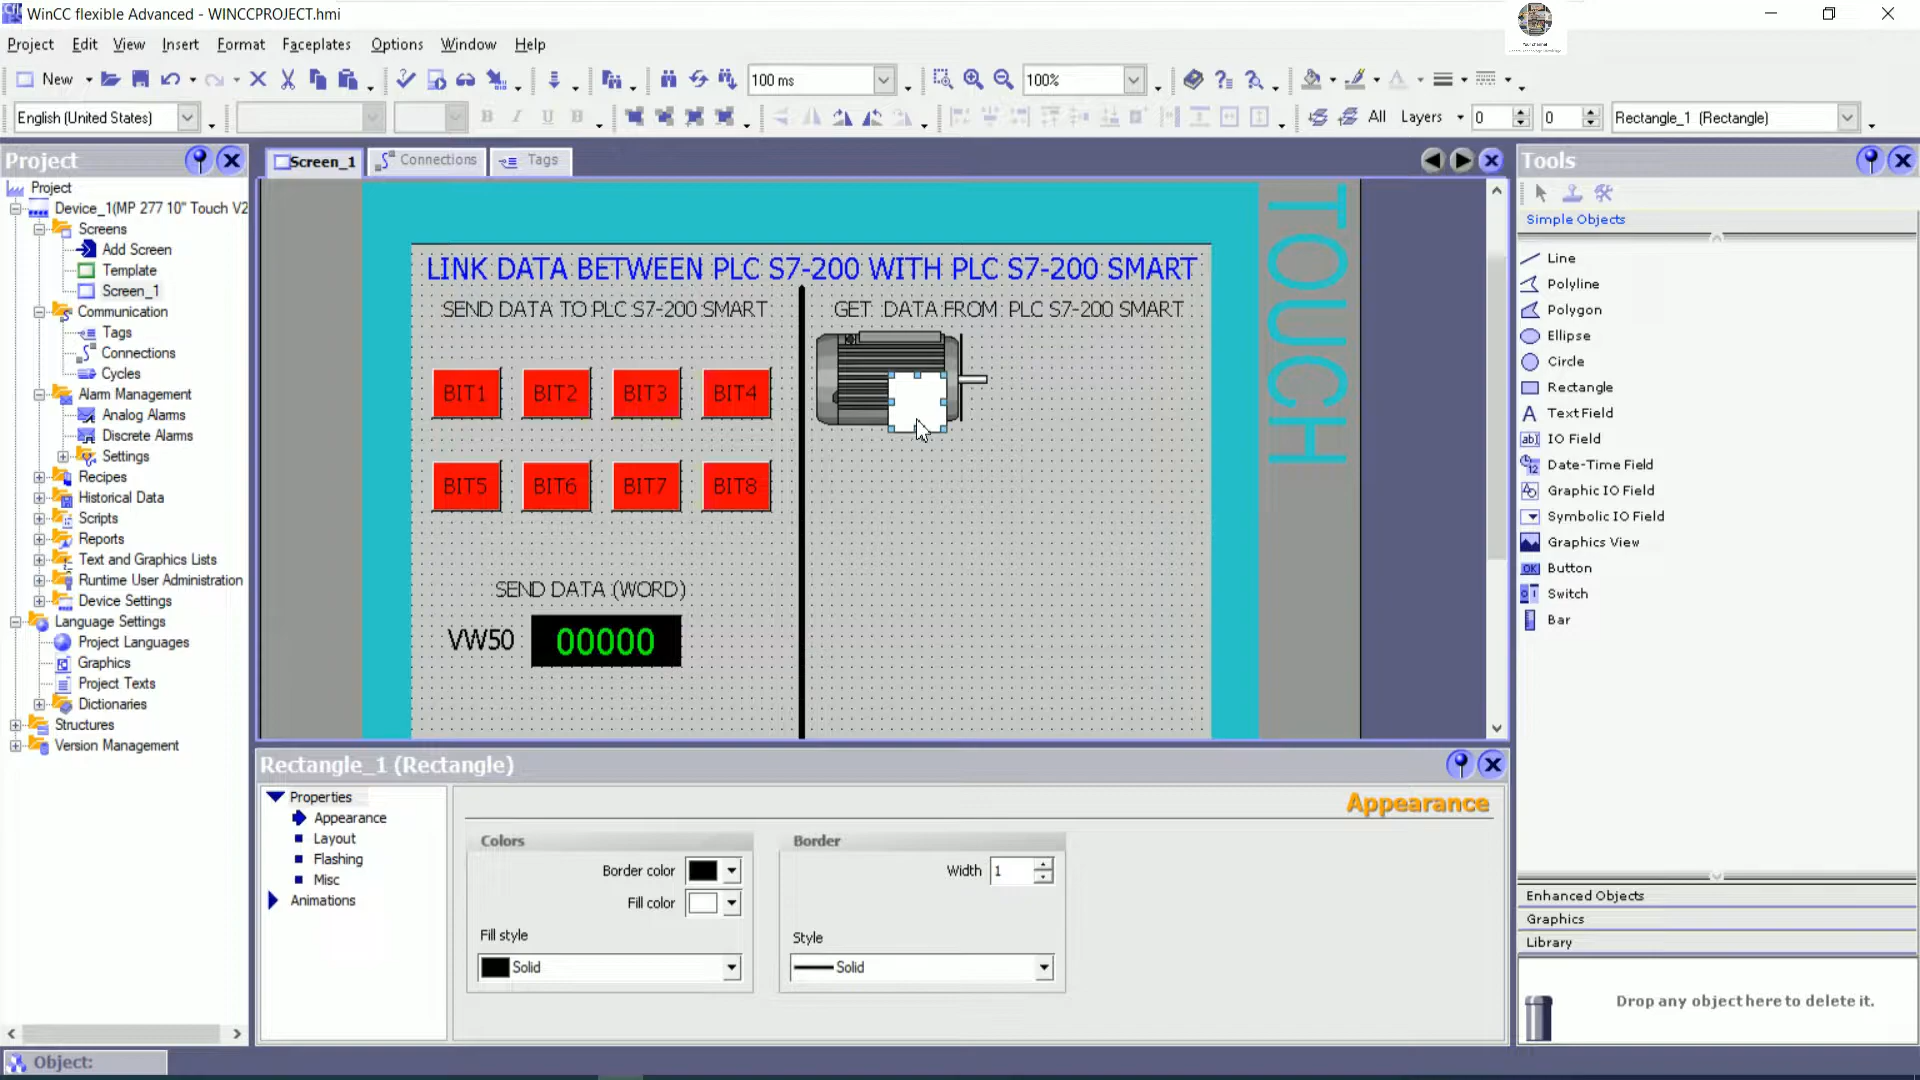 WinCC flexible Advanced - WINCCPROJECT.hmi
Project Edit View Insert Format Faceplates Options Window Help
New 100 ms 100%
English (United States) B I U B All Layers 0 0 Rectangle_1 (Rectangle)
Project
Project
Device_1(MP 277 10" Touch V2
Screens
Add Screen
Template
Screen_1
Communication
Tags
Connections
Cycles
Alarm Management
Analog Alarms
Discrete Alarms
Settings
Recipes
Historical Data
Scripts
Reports
Text and Graphics Lists
Runtime User Administration
Device Settings
Language Settings
Project Languages
Graphics
Project Texts
Dictionaries
Structures
Version Management
Screen_1 Connections Tags
LINK DATA BETWEEN PLC S7-200 WITH PLC S7-200 SMART
SEND DATA TO PLC S7-200 SMART
GET DATA FROM PLC S7-200 SMART
BIT1 BIT2 BIT3 BIT4
BIT5 BIT6 BIT7 BIT8
SEND DATA (WORD)
VW50 00000
TOUCH
Rectangle_1 (Rectangle)
Properties
Appearance
Layout
Flashing
Misc
Animations
Appearance
Colors
Border color
Fill color
Fill style
Solid
Border
Width 1
Style
Solid
Tools
Simple Objects
Line
Polyline
Polygon
Ellipse
Circle
Rectangle
Text Field
IO Field
Date-Time Field
Graphic IO Field
Symbolic IO Field
Graphics View
Button
Switch
Bar
Enhanced Objects
Graphics
Library
Drop any object here to delete it.
Object: